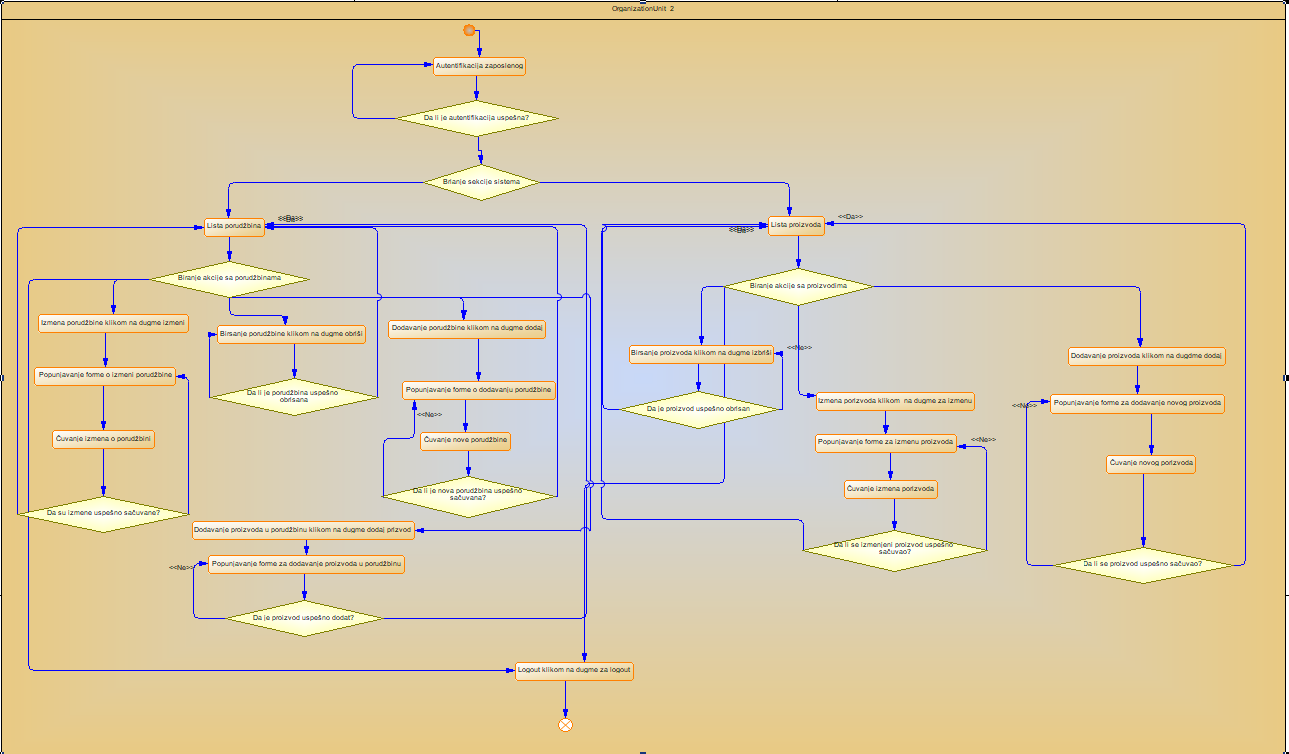 OrganizationUnit_2
Autentifikacija zaposlenog
Da li je autentifikacija uspešna?
Brianje sekcije sistema
<<Da>>
Lista porudžbina
<<Da>>
Lista proizvoda
<<Da>>
Biranje akcije sa porudžbinama
Biranje akcije sa proizvodima
Izmena porudžbine klikom na dugme izmeni
Birsanje porudžbine klikom na dugme obriši
Dodavanje porudžbine klikom na dugme dodaj
<<Ne>>
Birsanje proizvoda klikom na dugme izbriši
Dodavanje proizvoda klikom na dugdme dodaj
Popunjavanje forme o izmeni porudžbine
Popunjavanje forme o dodavanju porudžbine
Da li je porudžbina uspešno
obrisana
Izmena porizvoda klikom na dugme za izmenu
<<Ne>>
Popunjavanje forme za dodavanje novog proizvoda
<<Ne>>
Da je proizvod uspešno obrisan
Čuvanje izmena o porudžbini
Čuvanje nove porudžbine
Popunjavanje forme za izmenu proizvoda
<<Ne>>
Čuvanje novog porizvoda
Čuvanje izmena porizvoda
Da li je nova porudžbina uspešno
sačuvana?
Da su izmene uspešno sačuvane?
Dodavanje proizvoda u porudžbinu klikom na dugme dodaj prizvod
Da li se izmenjeni proizvod uspešno
sačuvao?
<<Ne>>
Popunjavanje forme za dodavanje proizvoda u porudžbinu
Da li se proizvod uspešno sačuvao?
Da je proizvod uspešno dodat?
Logout klikom na dugme za logout